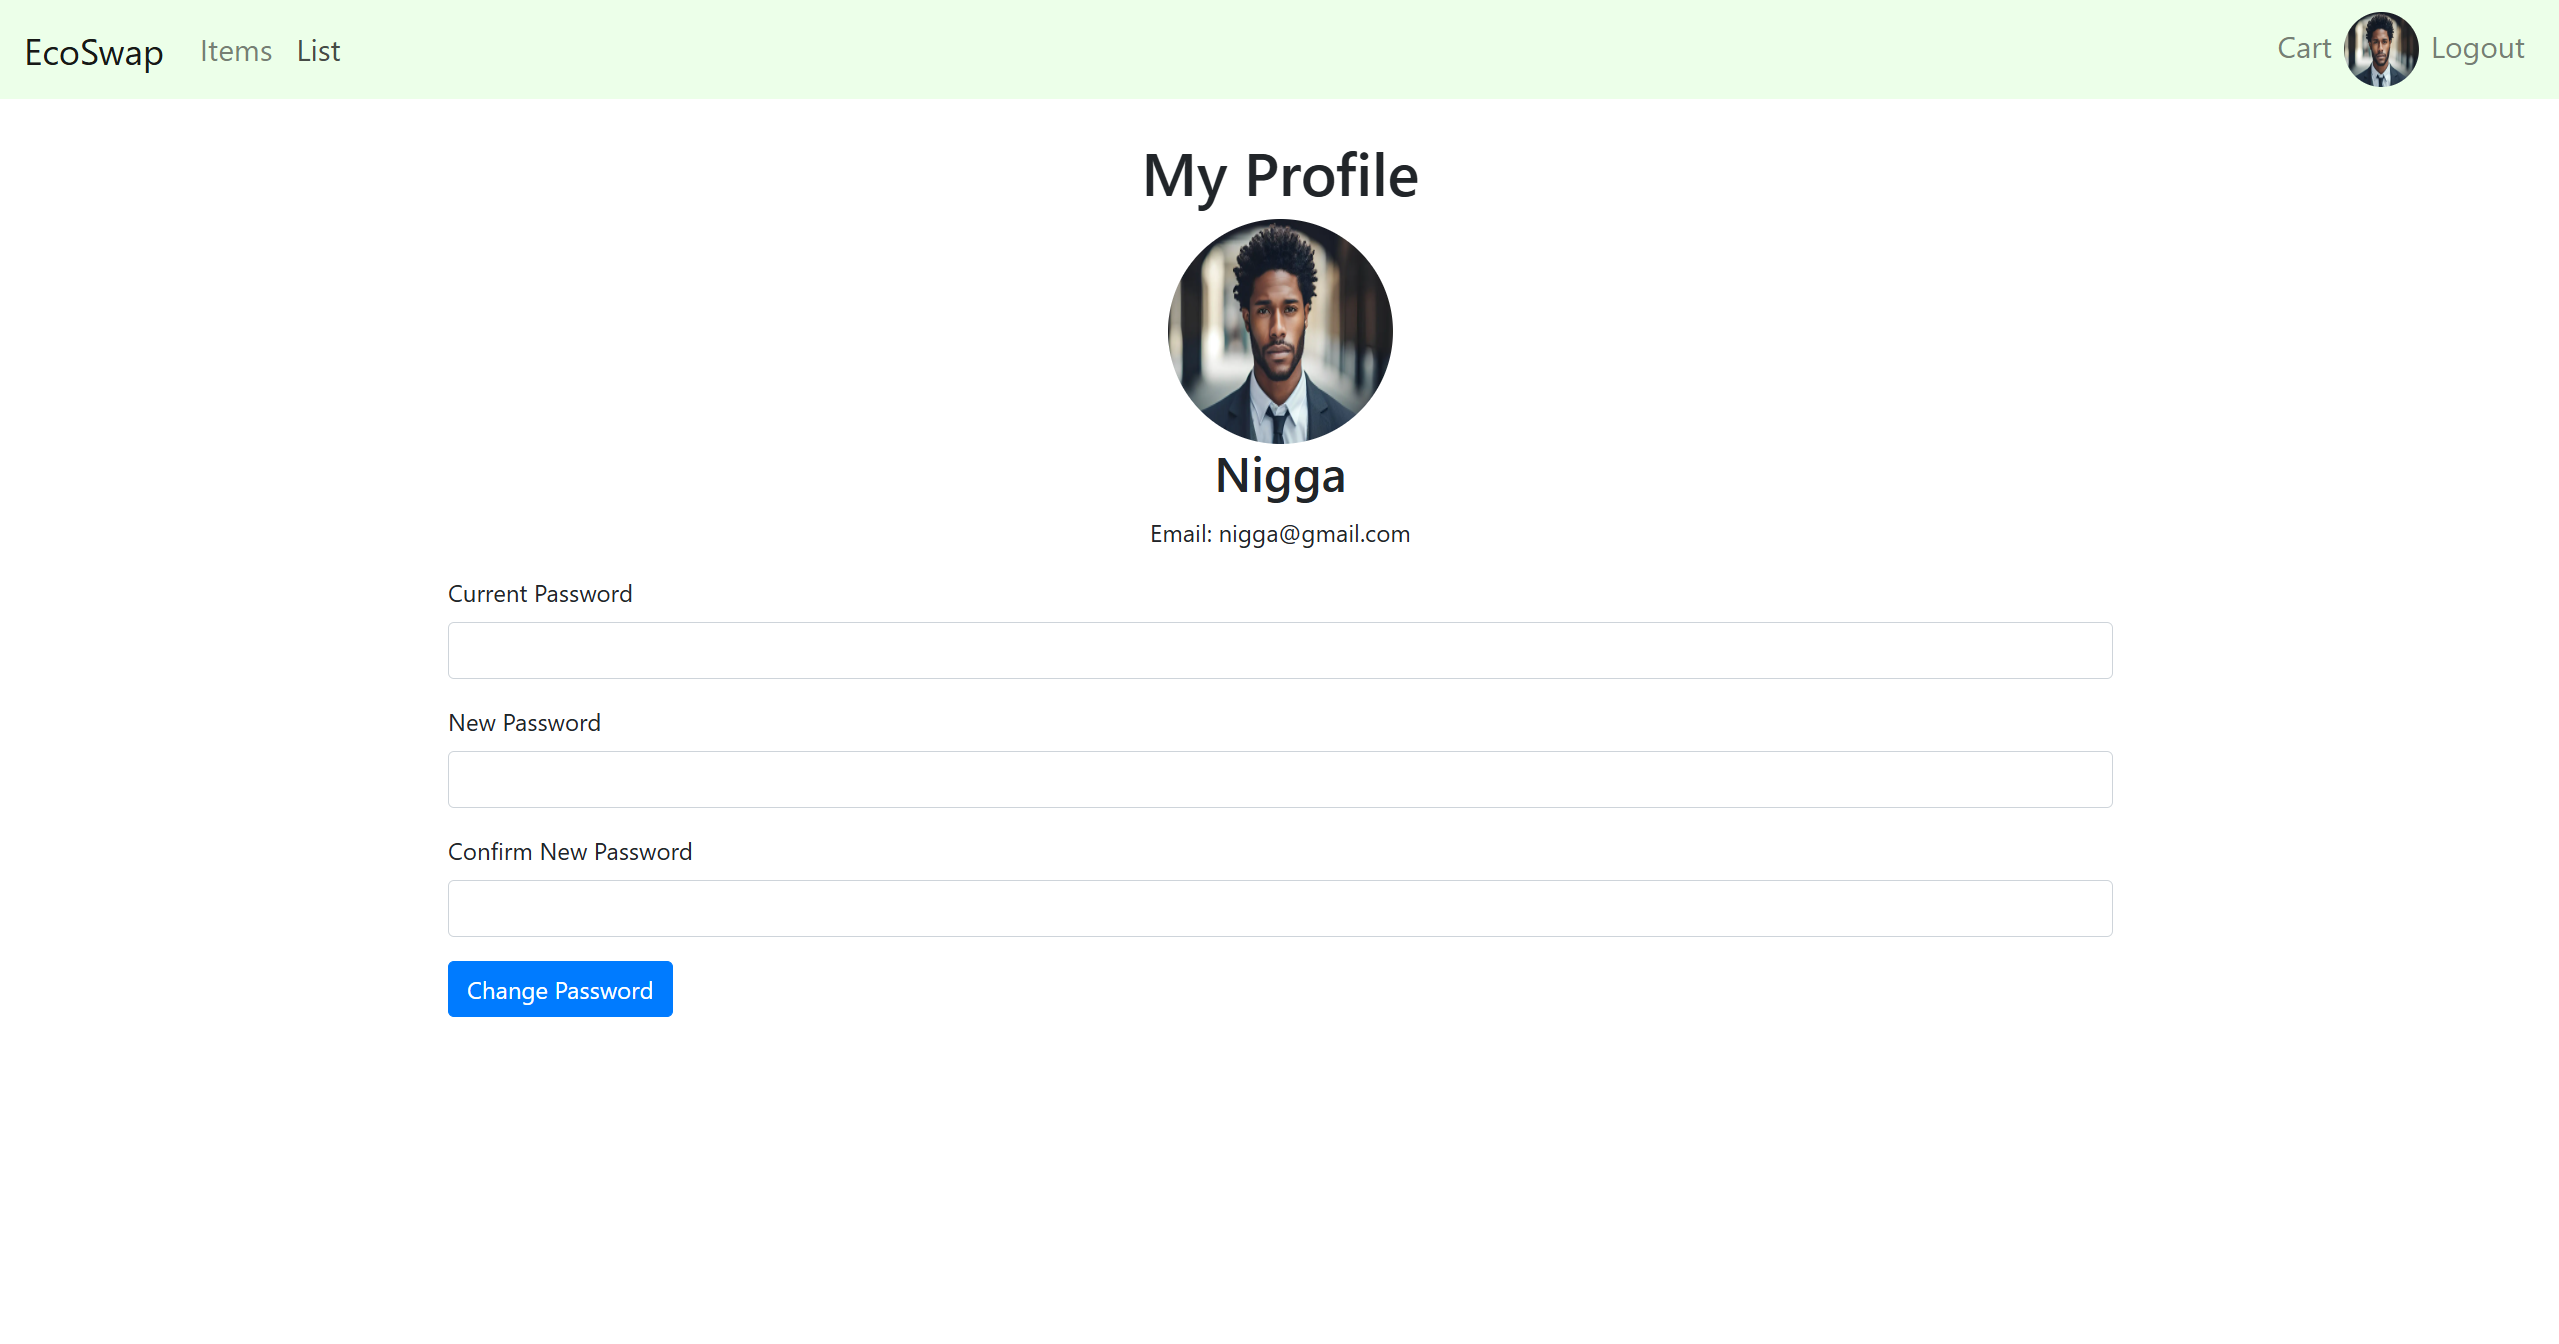 EcoSwap Items List Cart Logout
My Profile
Nigga
Email: nigga@gmail.com
Current Password
New Password
Confirm New Password
Change Password